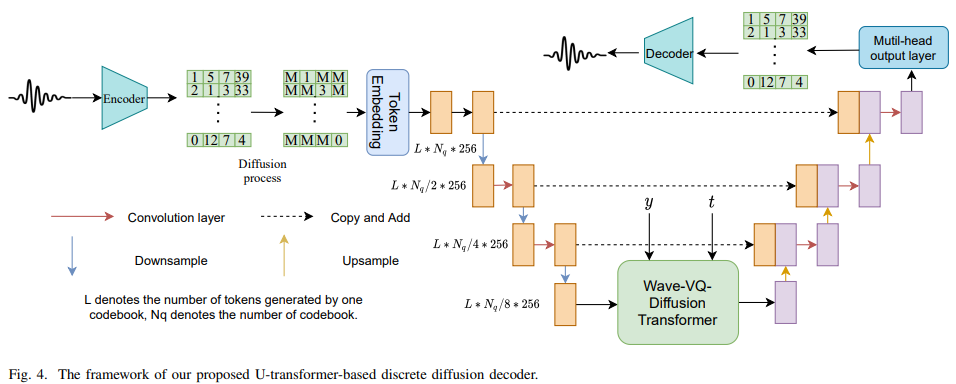 1 5 7 39
2 1 3 33
0 12 7 4
Decoder
Mutil-head
output layer
Encoder
1 5 7 39
2 1 3 33
0 12 7 4
M 1 M M
M M 3 M
M M M 0
Diffusion
process
Token
Embedding
L * Nq * 256
L * Nq/2 * 256
L * Nq/4 * 256
L * Nq/8 * 256
y
t
Wave-VQ-
Diffusion
Transformer
Convolution layer
Copy and Add
Downsample
Upsample
L denotes the number of tokens generated by one
codebook, Nq denotes the number of codebook.
Fig. 4. The framework of our proposed U-transformer-based discrete diffusion decoder.